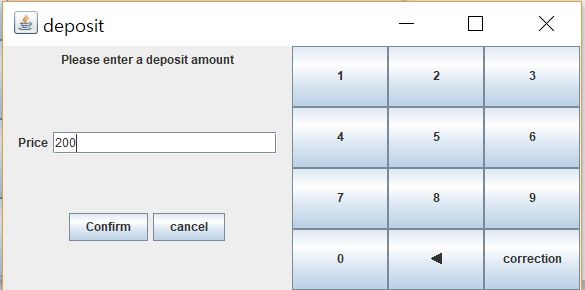 deposit
Please enter a deposit amount
Price 200
Confirm cancel
1 2 3
4 5 6
7 8 9
0 ◀ correction